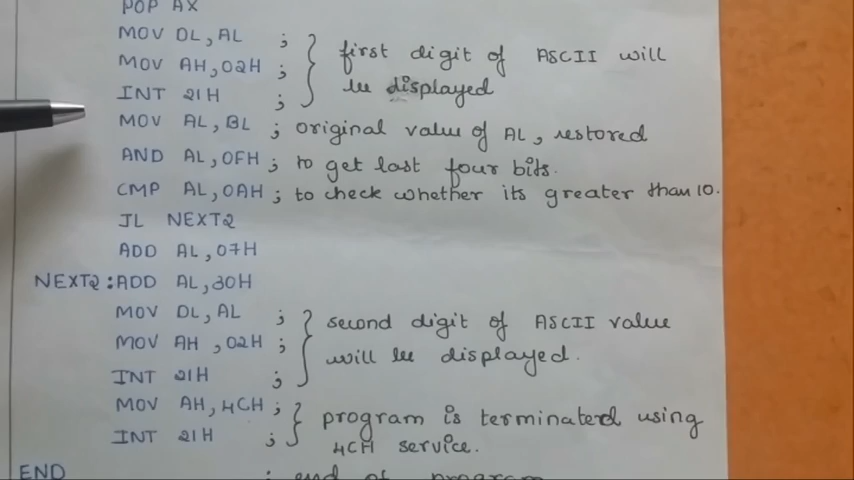 POP AX
MOV DL, AL ; } first digit of ASCII will
MOV AH, 02H ; be displayed
INT 21H ;
MOV AL, BL ; original value of AL, restored
AND AL, 0FH ; to get last four bits.
CMP AL, 0AH ; to check whether its greater than 10.
JL NEXT2
ADD AL, 07H
NEXT2: ADD AL, 30H
MOV DL, AL ; } second digit of ASCII value
MOV AH, 02H ; will be displayed.
INT 21H ;
MOV AH, 4CH ; } program is terminated using
INT 21H ; 4CH service.
END ; end of program